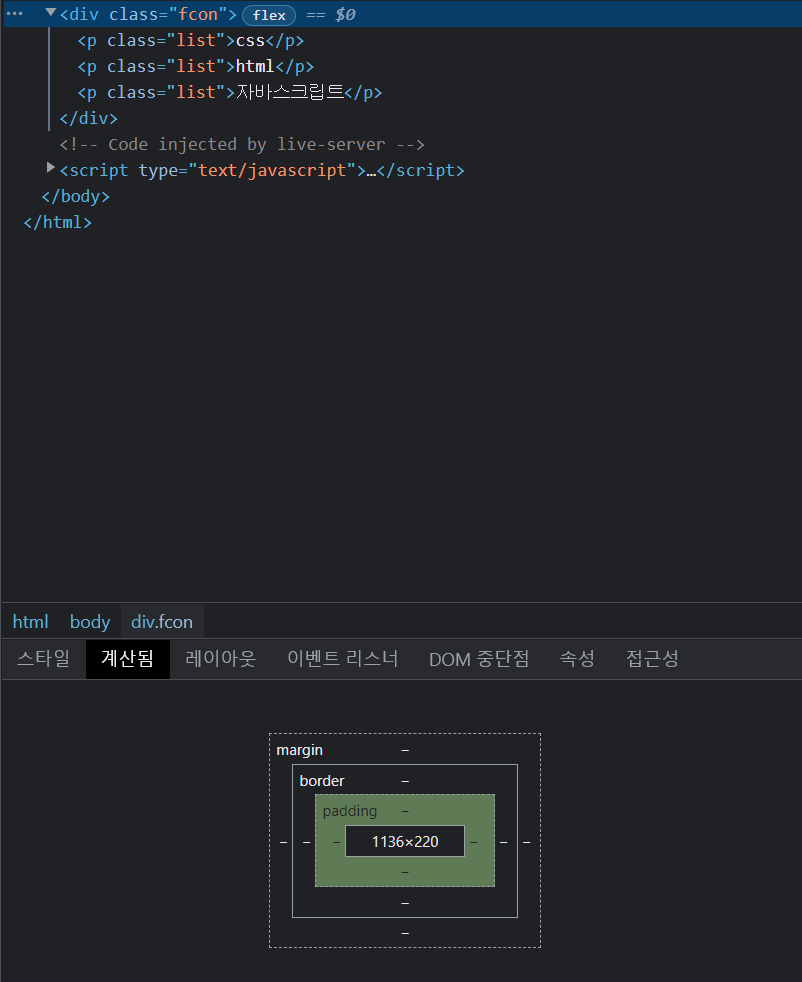 ··· ▼<div class="fcon"> flex == $0
<p class="list">css</p>
<p class="list">html</p>
<p class="list">자바스크립트</p>
</div>
<!-- Code injected by live-server -->
▶<script type="text/javascript">…</script>
</body>
</html>
html body div.fcon
스타일 계산됨 레이아웃 이벤트 리스너 DOM 중단점 속성 접근성
margin –
border –
padding –
– – – 1136×220 – – –
–
–
–